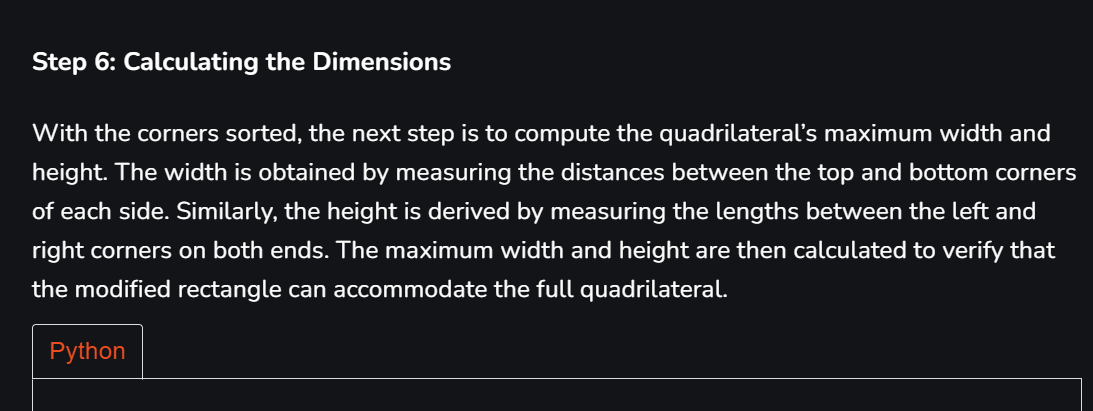 Step 6: Calculating the Dimensions
With the corners sorted, the next step is to compute the quadrilateral’s maximum width and
height. The width is obtained by measuring the distances between the top and bottom corners
of each side. Similarly, the height is derived by measuring the lengths between the left and
right corners on both ends. The maximum width and height are then calculated to verify that
the modified rectangle can accommodate the full quadrilateral.
Python